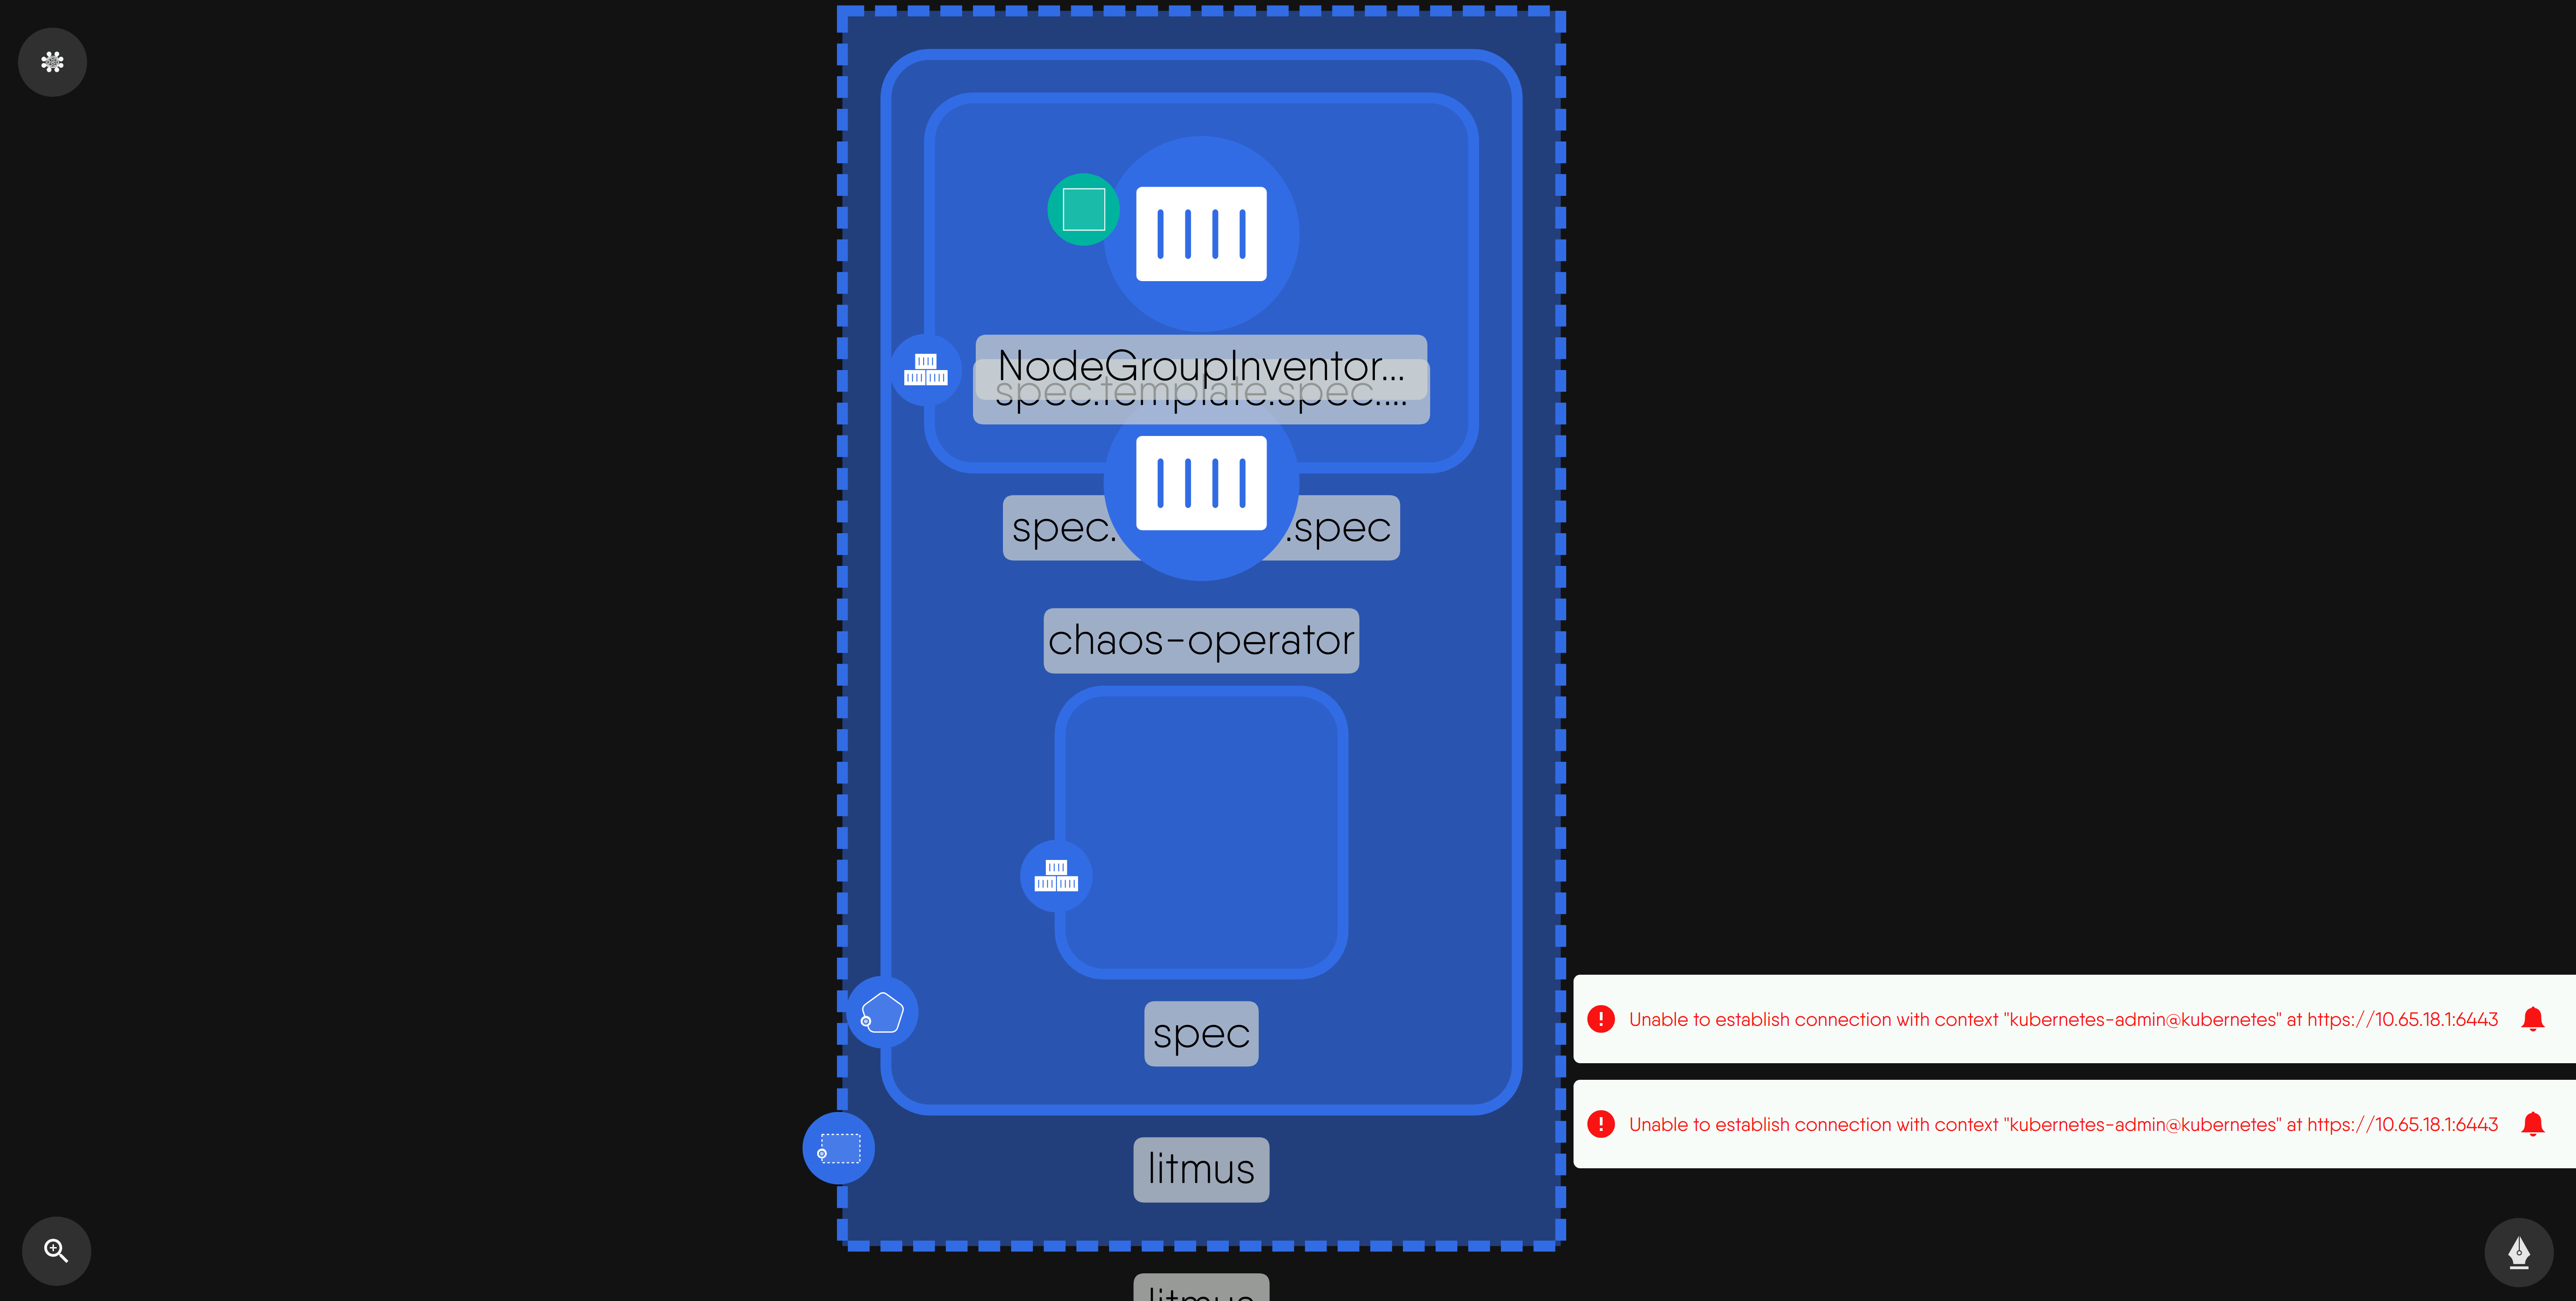 NodeGroupInventor...
spec.template.spec....
spec. .spec
chaos-operator
spec
Unable to establish connection with context "kubernetes-admin@kubernetes" at https://10.65.18.1:6443
Unable to establish connection with context "kubernetes-admin@kubernetes" at https://10.65.18.1:6443
litmus
litmus